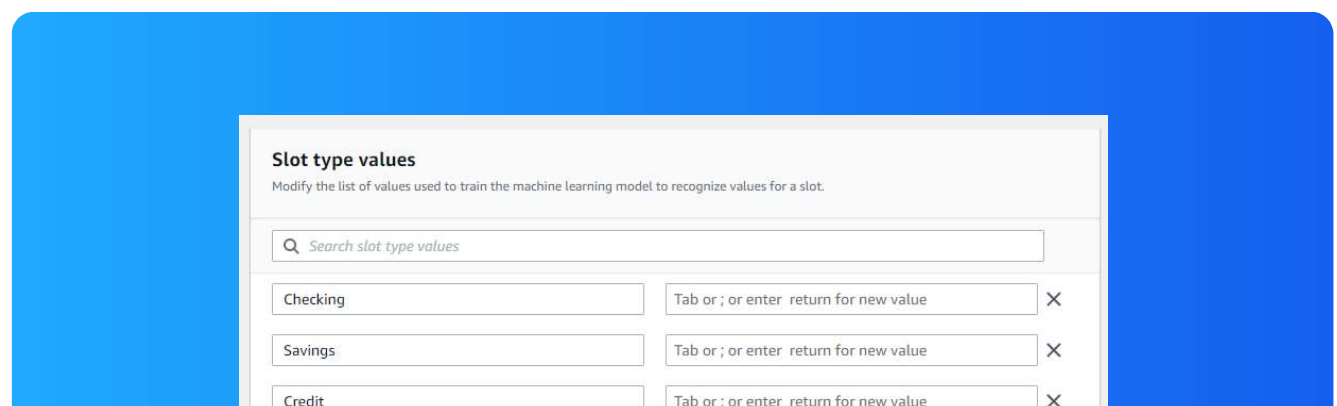 Slot type values
Modify the list of values used to train the machine learning model to recognize values for a slot.
Search slot type values
Checking Tab or ; or enter return for new value
Savings Tab or ; or enter return for new value
Credit Tab or ; or enter return for new value